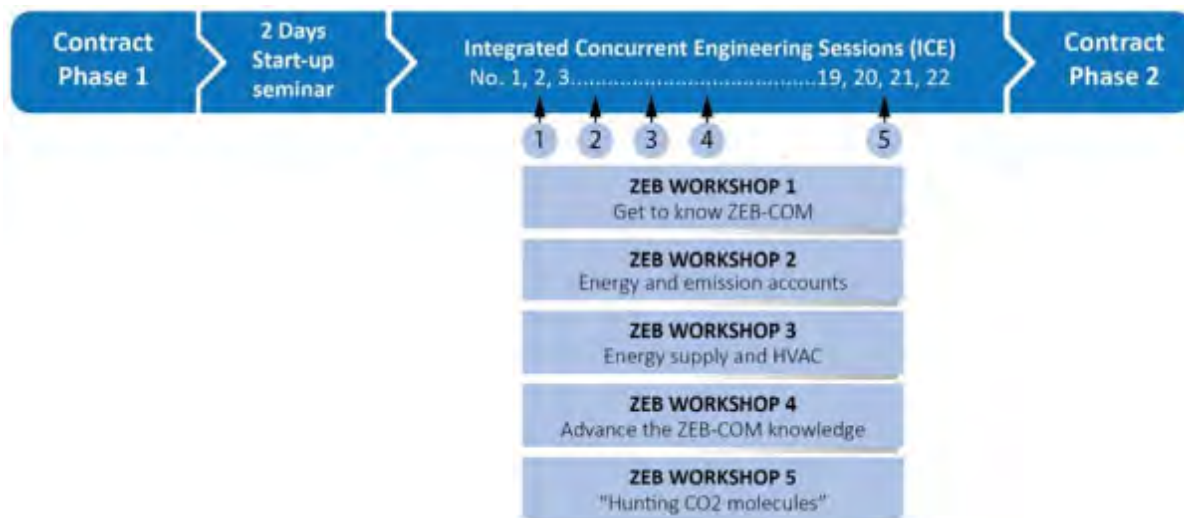 Contract
Phase 1
2 Days
Start-up
seminar
Integrated Concurrent Engineering Sessions (ICE)
No. 1, 2, 3............................................19, 20, 21, 22
Contract
Phase 2
1 2 3 4 5
ZEB WORKSHOP 1
Get to know ZEB-COM
ZEB WORKSHOP 2
Energy and emission accounts
ZEB WORKSHOP 3
Energy supply and HVAC
ZEB WORKSHOP 4
Advance the ZEB-COM knowledge
ZEB WORKSHOP 5
"Hunting CO2 molecules"